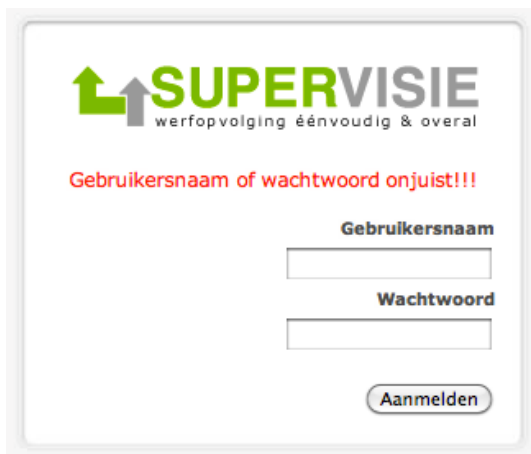 SUPERVISIE
werfopvolging éénvoudig & overal
Gebruikersnaam of wachtwoord onjuist!!!
Gebruikersnaam
Wachtwoord
Aanmelden